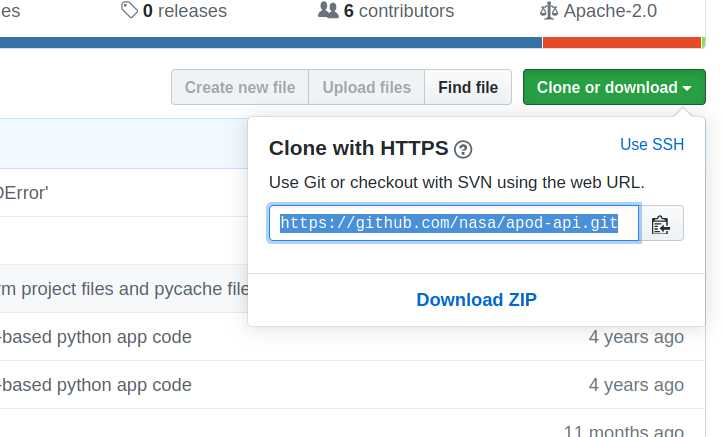 es
0 releases
6 contributors
Apache-2.0
Create new file
Upload files
Find file
Clone or download
Clone with HTTPS
Use SSH
Use Git or checkout with SVN using the web URL.
https://github.com/nasa/apod-api.git
Download ZIP
Error'
rm project files and pycache file
-based python app code
4 years ago
-based python app code
4 years ago
11 months ago